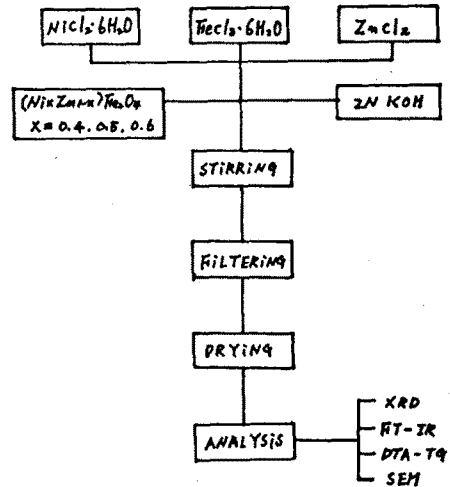 NiCl₂·6H₂O
FeCl₃·6H₂O
ZnCl₂
(NixZn1-x)Fe₂O₄
X = 0.4, 0.5, 0.6
2N KOH
STIRRING
FILTERING
DRYING
ANALYSIS
XRD
FT-IR
DTA-TG
SEM